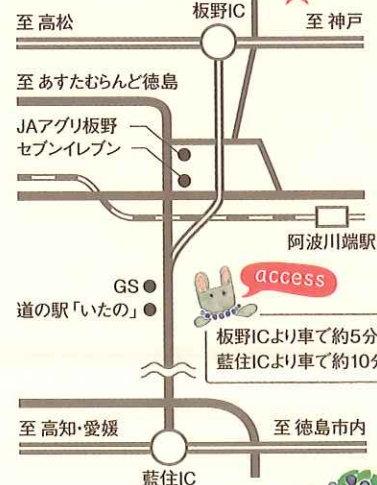 板野IC
至 高松
至 神戸
至 あすたむらんど徳島
JAアグリ板野
セブンイレブン
阿波川端駅
access
GS
道の駅「いたの」
板野ICより車で約5分
藍住ICより車で約10分
至 高知・愛媛
至 徳島市内
藍住IC